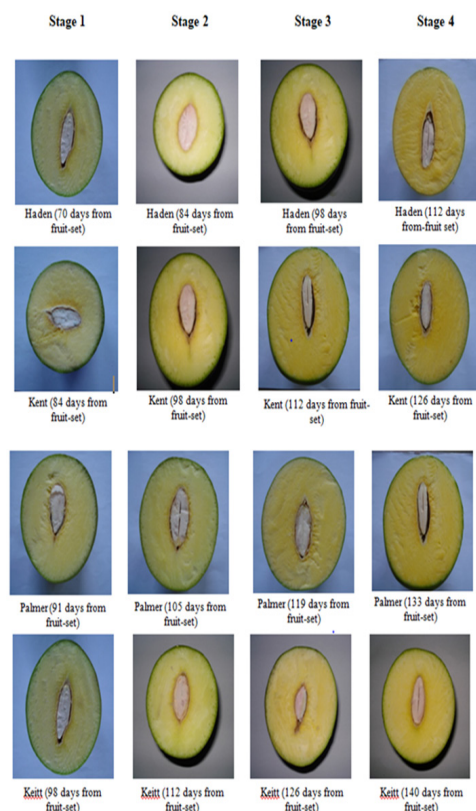 Stage 1
Stage 2
Stage 3
Stage 4
Haden (70 days from
fruit-set)
Haden (84 days from
fruit-set)
Haden (98 days
from fruit-set)
Haden (112 days
from-fruit set)
Kent (84 days from
fruit-set)
Kent (98 days from
fruit-set)
Kent (112 days from fruit-
set)
Kent (126 days from
fruit-set)
Palmer (91 days from
fruit-set)
Palmer (105 days from
fruit-set)
Palmer (119 days from
fruit-set)
Palmer (133 days from
fruit-set)
Keitt (98 days from
fruit-set)
Keitt (112 days from
fruit-set)
Keitt (126 days from
fruit-set)
Keitt (140 days from
fruit-set)